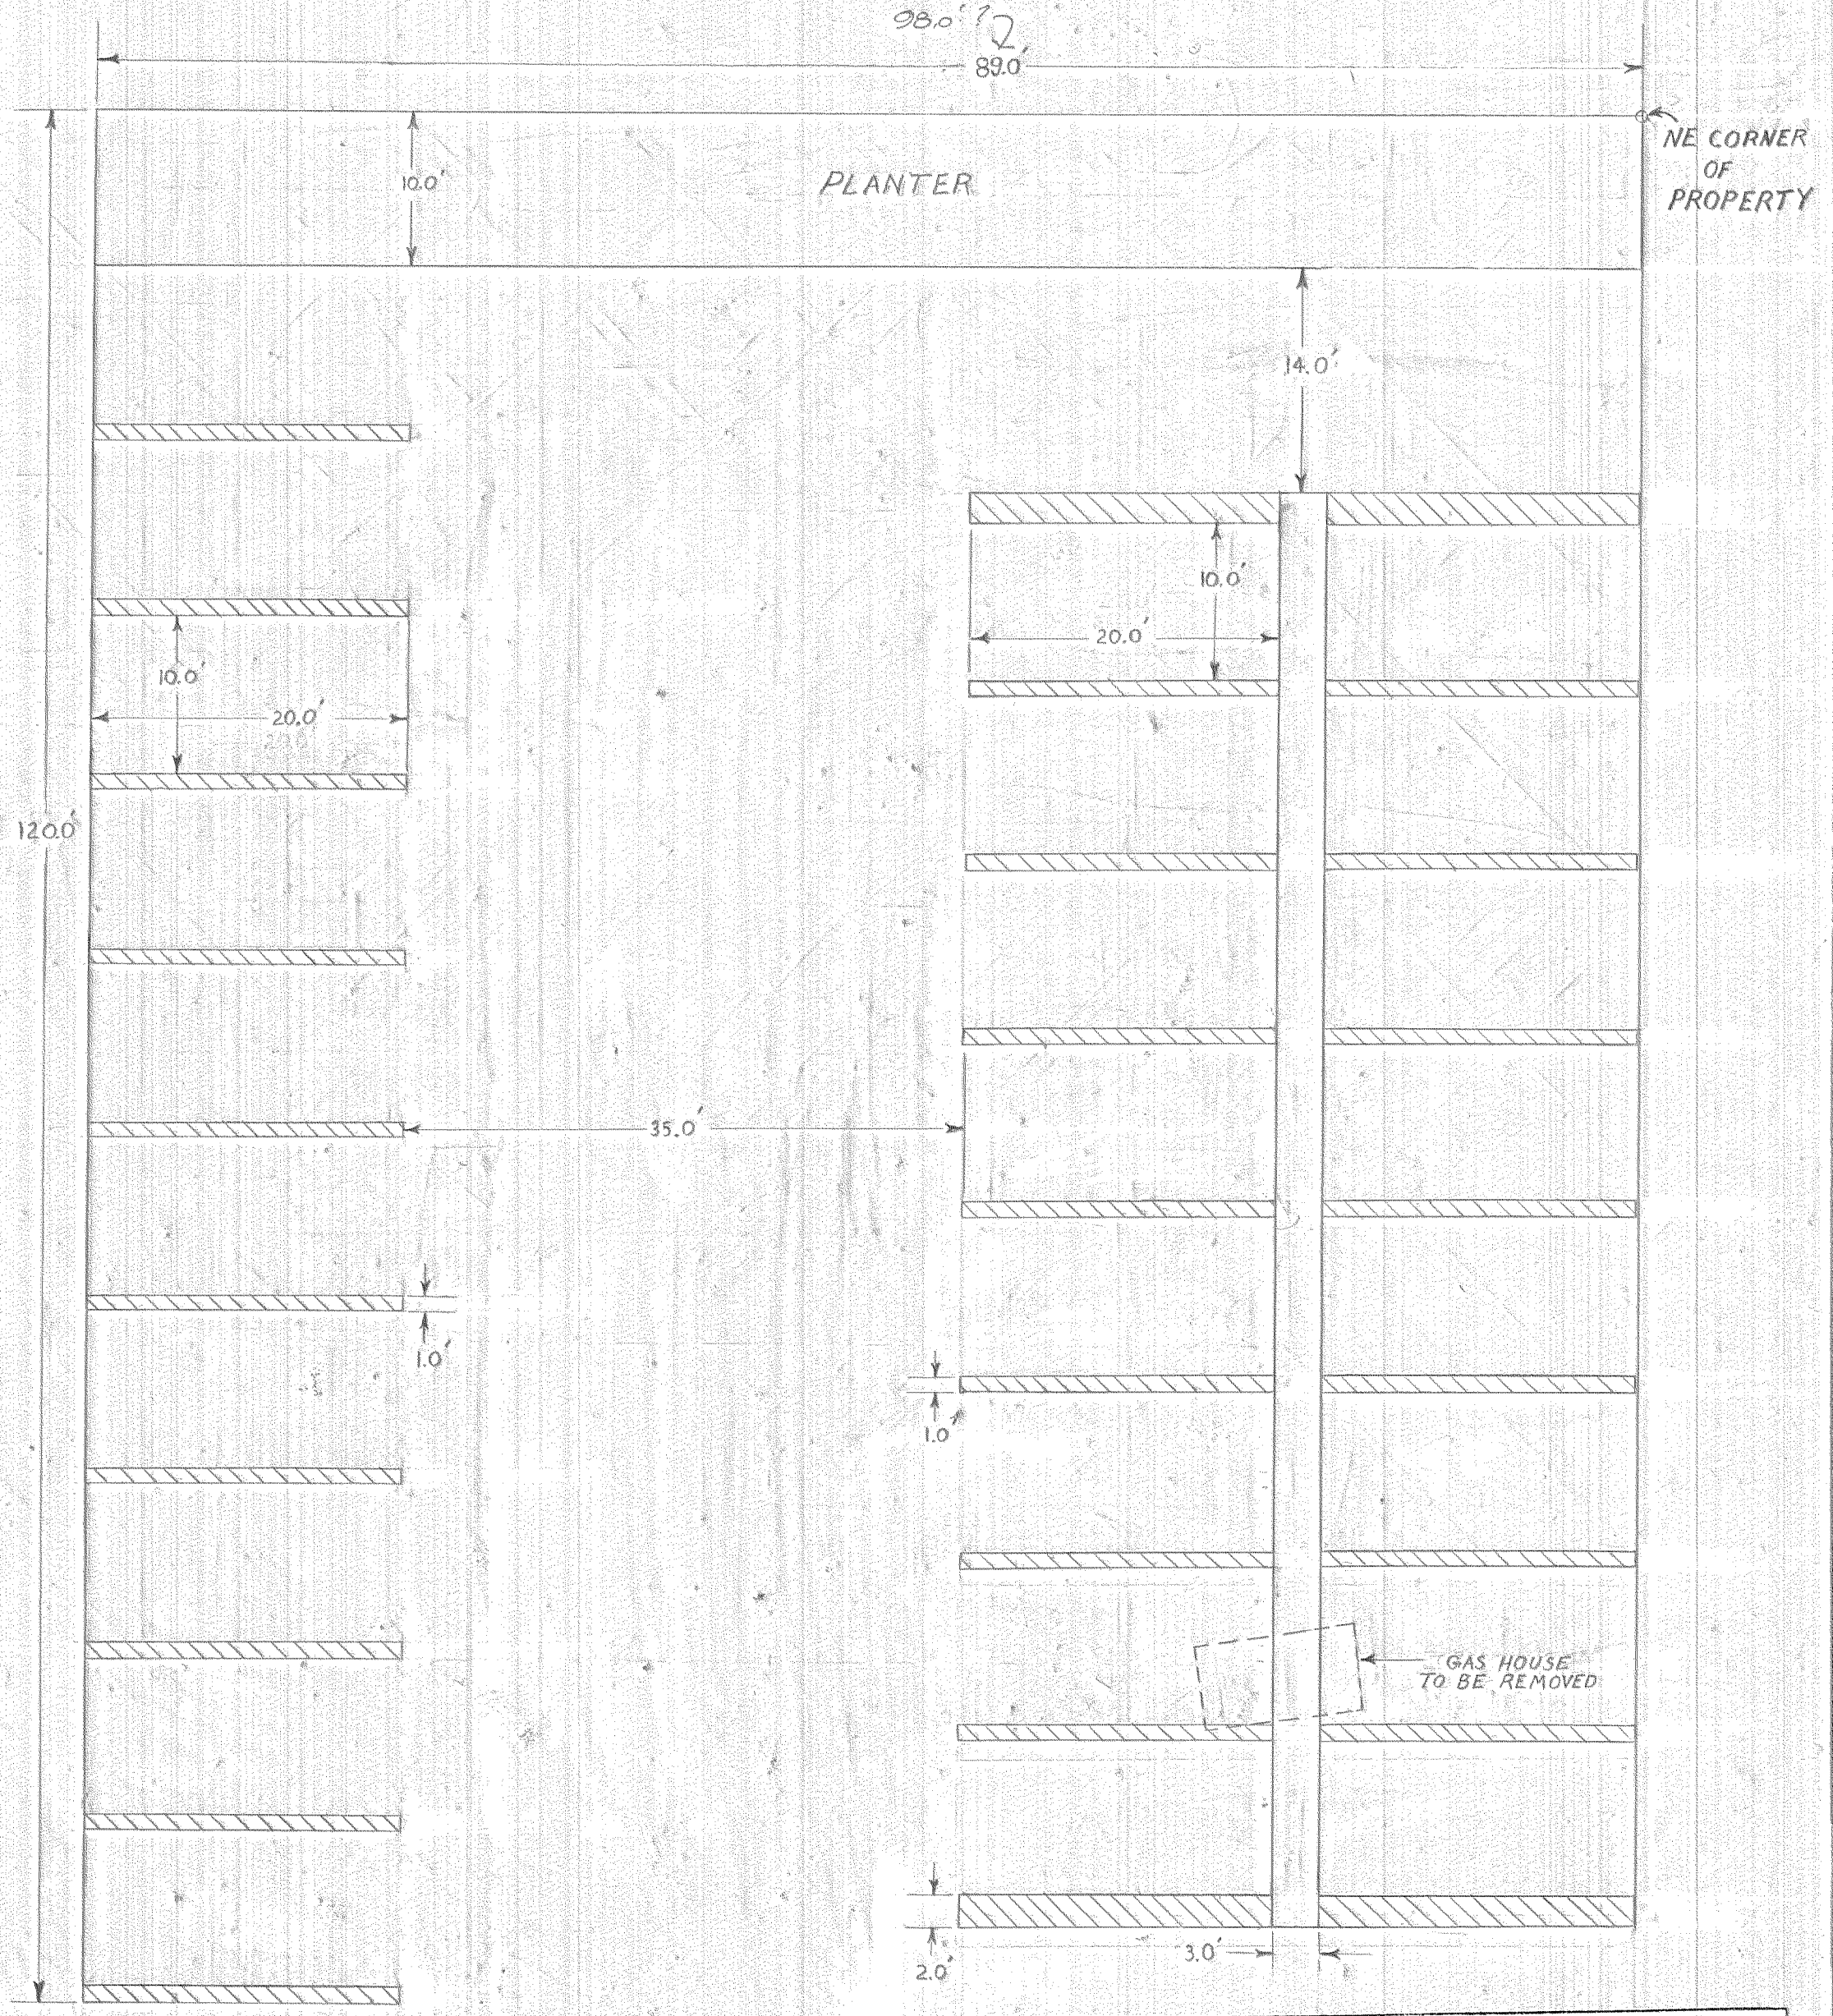 98.0' ?
89.0'
NE CORNER
OF
PROPERTY
10.0'
PLANTER
14.0'
10.0'
20.0'
10.0'
20.0'
120.0'
35.0'
1.0'
1.0'
GAS HOUSE
TO BE REMOVED
3.0'
2.0'